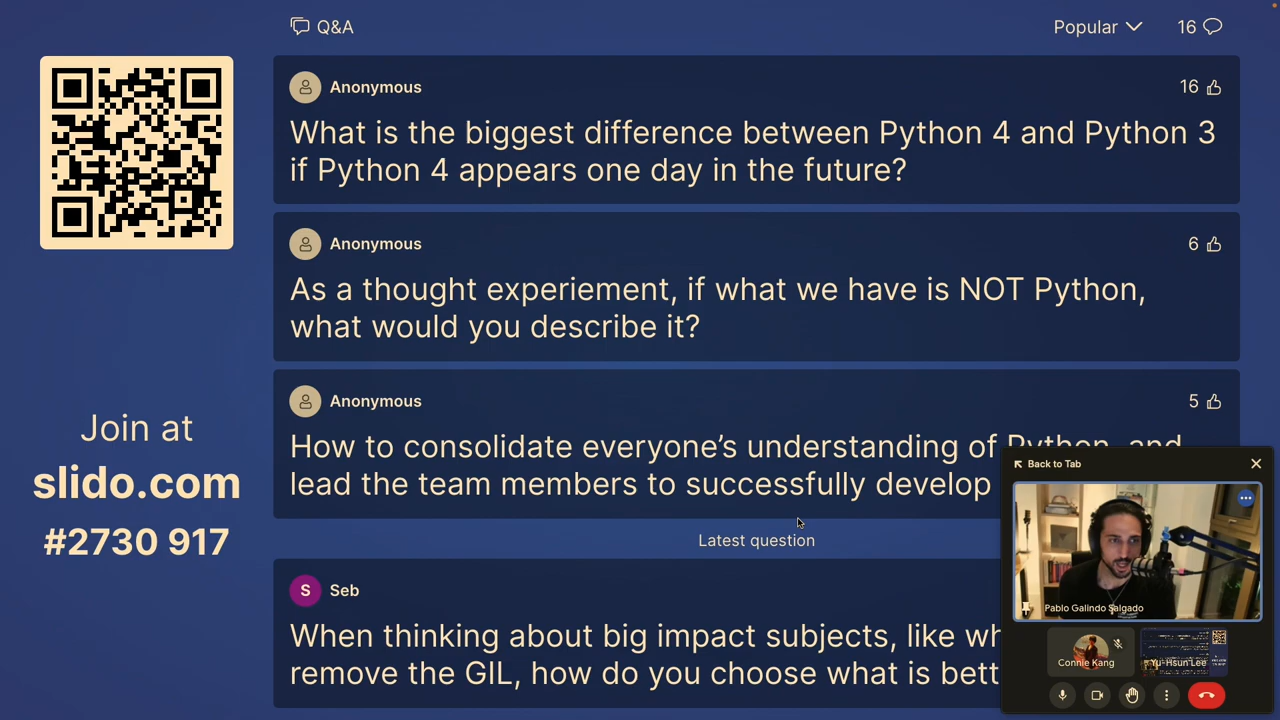 Q&A
Popular
16
Anonymous
16
What is the biggest difference between Python 4 and Python 3
if Python 4 appears one day in the future?
Anonymous
6
As a thought experiement, if what we have is NOT Python,
what would you describe it?
Anonymous
5
How to consolidate everyone's understanding of Python, and
lead the team members to successfully develop
Latest question
S
Seb
When thinking about big impact subjects, like wh
remove the GIL, how do you choose what is bett
Join at
slido.com
#2730 917
Back to Tab
Pablo Galindo Salgado
Connie Kang
Yu-Hsun Lee